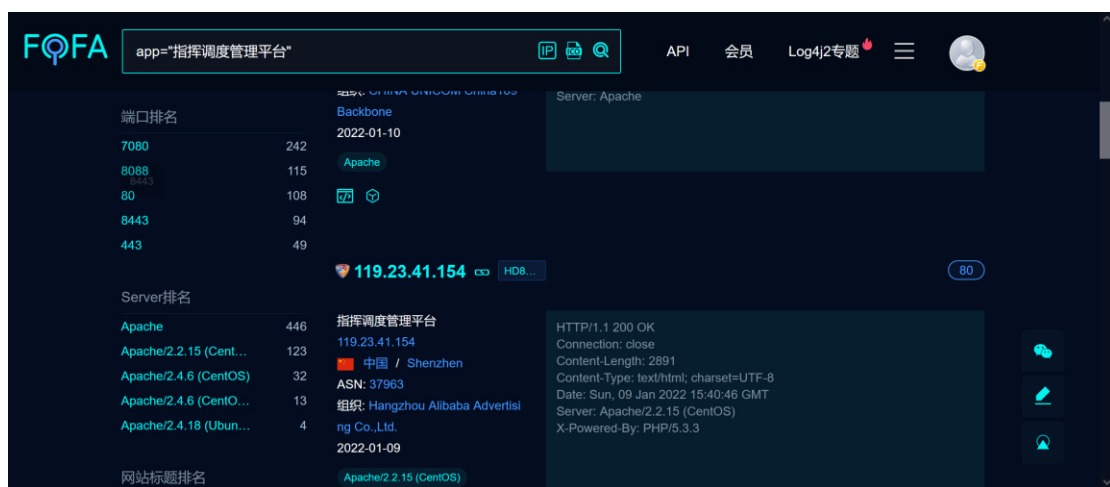 FOFA
app="指挥调度管理平台"
IP
API
会员
Log4j2专题
端口排名
7080 242
8088 115
8443
80 108
8443 94
443 49
Server排名
Apache 446
Apache/2.2.15 (Cent... 123
Apache/2.4.6 (CentOS) 32
Apache/2.4.6 (CentO... 13
Apache/2.4.18 (Ubun... 4
网站标题排名
组织: CHINA UNICOM China169
Backbone
2022-01-10
Apache
Server: Apache
119.23.41.154 HD8...
80
指挥调度管理平台
119.23.41.154
中国 / Shenzhen
ASN: 37963
组织: Hangzhou Alibaba Advertisi
ng Co.,Ltd.
2022-01-09
Apache/2.2.15 (CentOS)
HTTP/1.1 200 OK
Connection: close
Content-Length: 2891
Content-Type: text/html; charset=UTF-8
Date: Sun, 09 Jan 2022 15:40:46 GMT
Server: Apache/2.2.15 (CentOS)
X-Powered-By: PHP/5.3.3